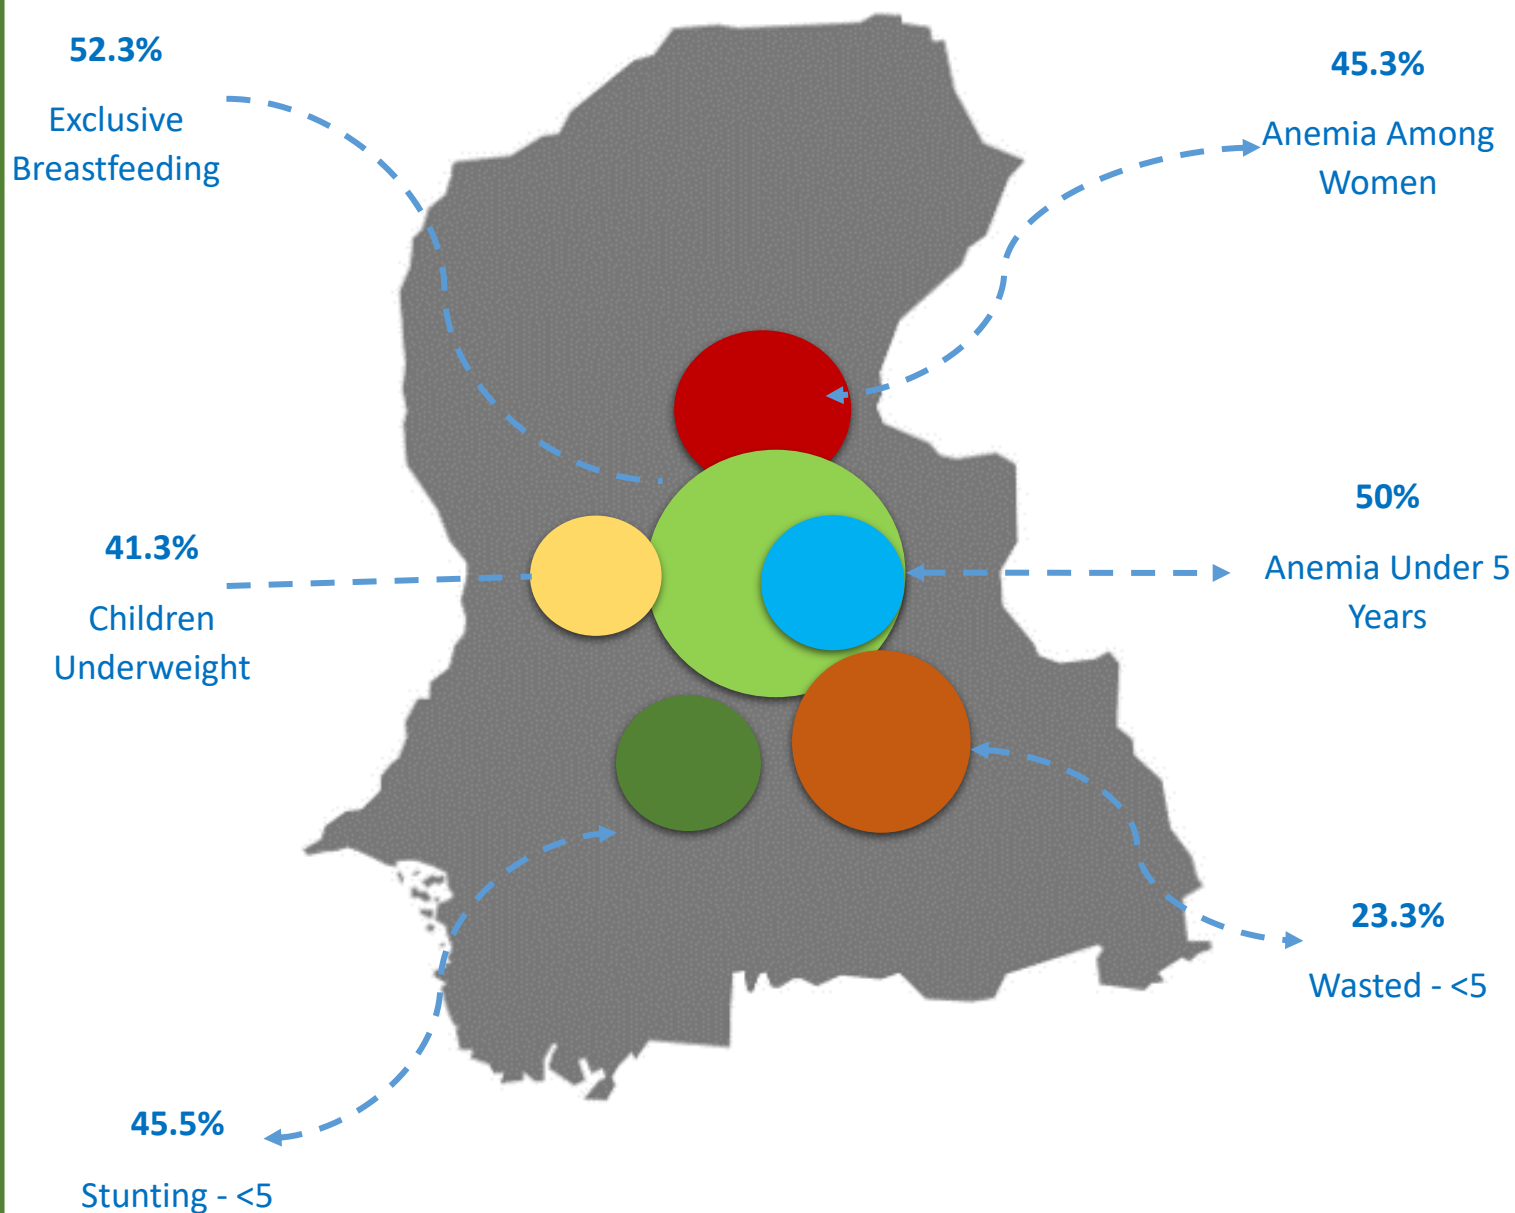 52.3%
Exclusive
Breastfeeding
45.3%
Anemia Among
Women
41.3%
Children
Underweight
50%
Anemia Under 5
Years
23.3%
Wasted - <5
45.5%
Stunting - <5